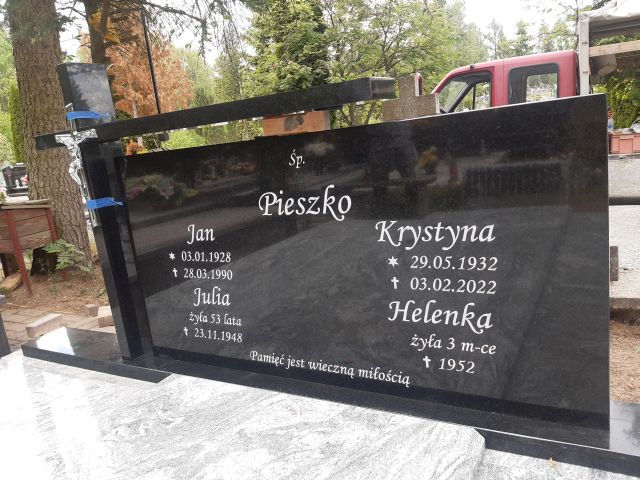 Śp.
Pieszko
Jan
✶ 03.01.1928
✝ 28.03.1990
Julia
żyła 53 lata
✝ 23.11.1948
Krystyna
✶ 29.05.1932
✝ 03.02.2022
Helenka
żyła 3 m-ce
✝ 1952
Pamięć jest wieczną miłością